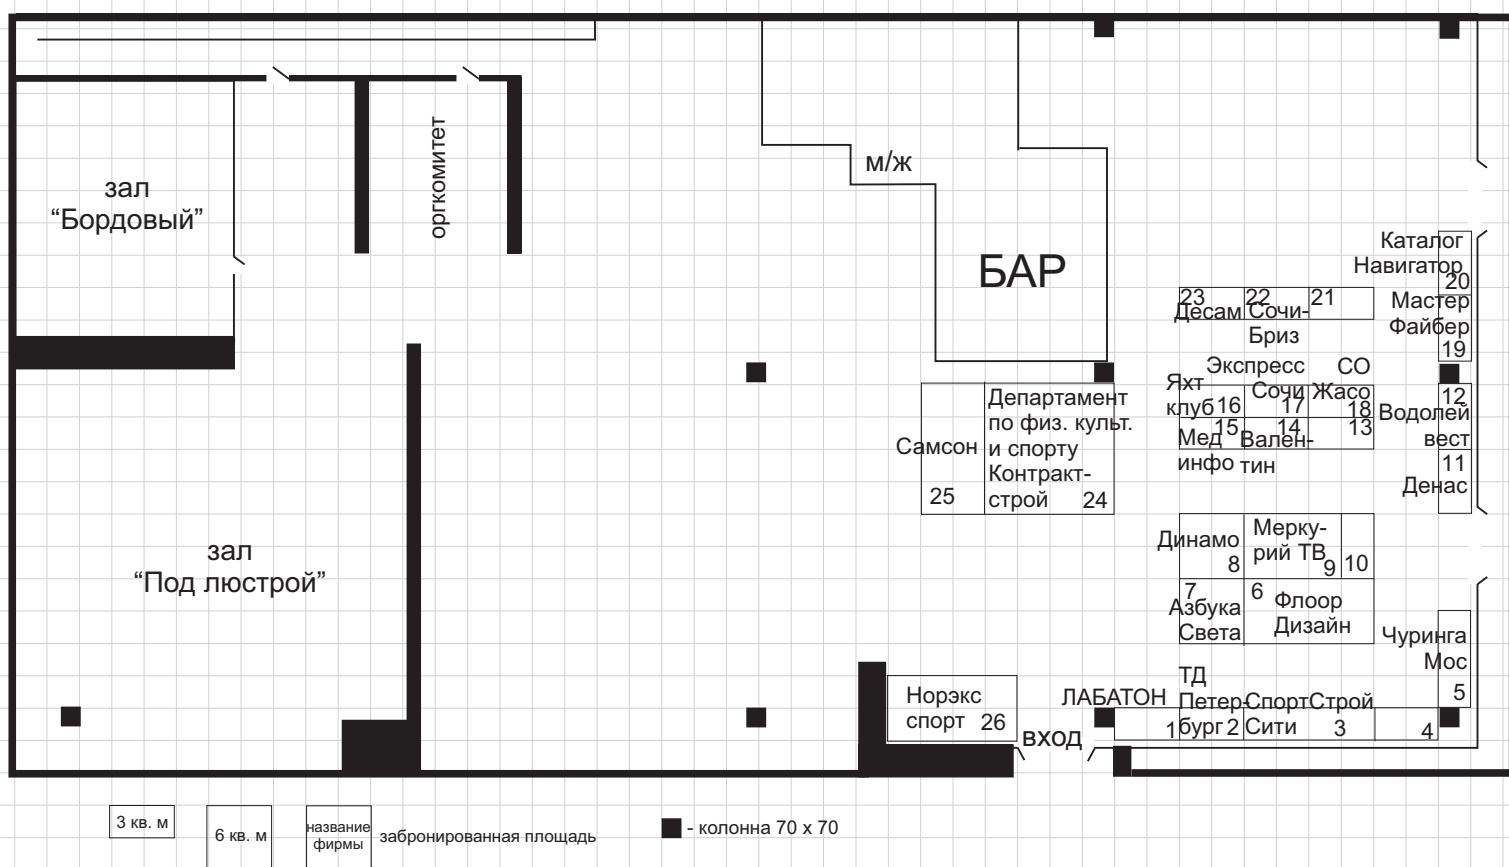 оргкомитет
зал
“Бордовый”
м/ж
БАР
Каталог
Навигатор
20
Мастер
Файбер
19
23
22
21
Десам
Сочи-
Бриз
Экспресс
Сочи
17
СО
Жасо
18
Яхт
клуб 16
15
14
13
Мед
инфо
Вален-
тин
12
Водолей
вест
11
Денас
Самсон
25
Департамент
по физ. культ.
и спорту
Контракт-
строй 24
зал
“Под люстрой”
Динамо
8
Мерку-
рий ТВ
9
10
7
Азбука
Света
6
Флоор
Дизайн
Чуринга
Мос
5
Норэкс
спорт 26
ЛАБАТОН
1
ТД
Петер-
бург 2
Спорт
Сити
Строй
3
4
вход
3 кв. м
6 кв. м
название
фирмы
забронированная площадь
- колонна 70 х 70